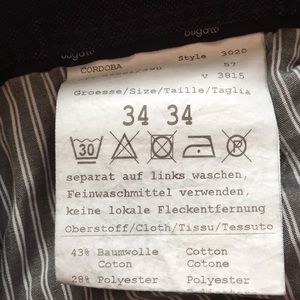 bugatti
bugatti
CORDOBA Style 3020
57
v 3815
Groesse/Size/Taille/Taglia
34 34
30
separat auf links waschen,
Feinwaschmittel verwenden,
keine lokale Fleckentfernung
Oberstoff/Cloth/Tissu/Tessuto
43% Baumwolle Cotton
Coton Cotone
28% Polyester Polyester